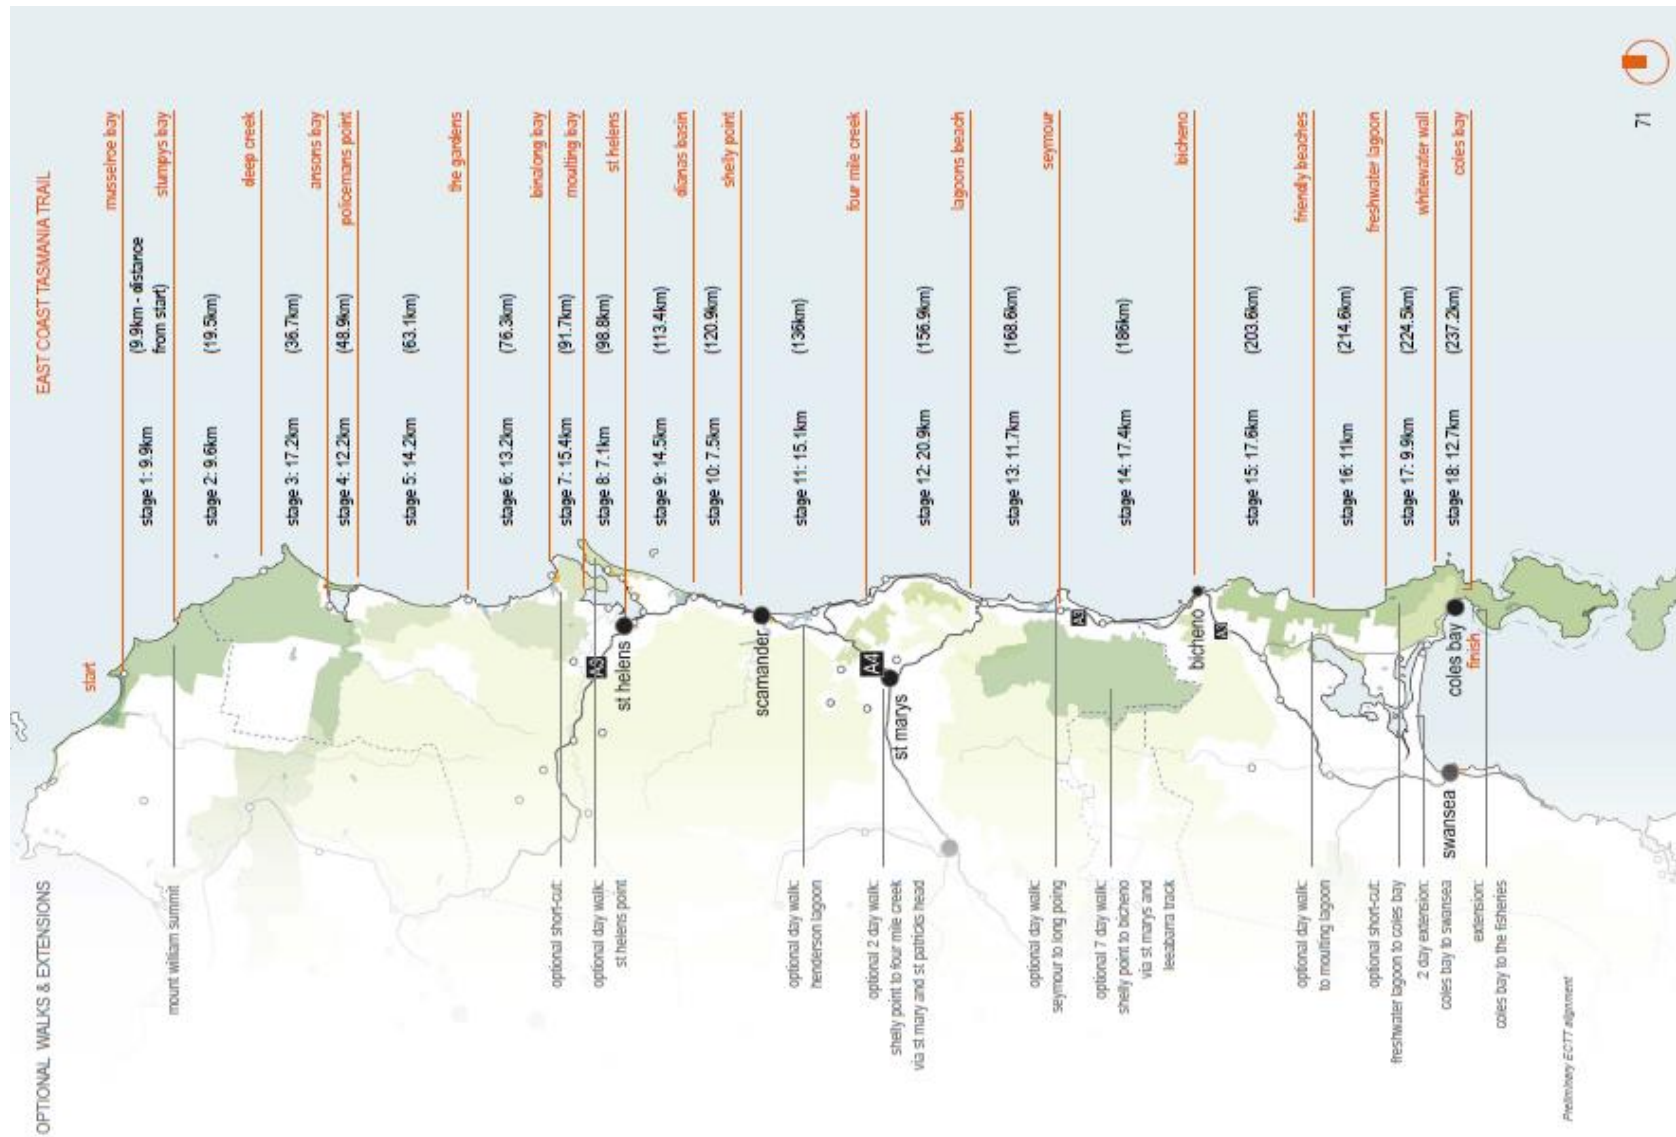 OPTIONAL WALKS & EXTENSIONS
EAST COAST TASMANIA TRAIL
start
musselroe bay
stage 1: 9.9km
(9.9km - distance
from start)
stumpys bay
mount william summit
stage 2: 9.6km
(19.5km)
deep creek
stage 3: 17.2km
(36.7km)
ansons bay
stage 4: 12.2km
(48.9km)
policemans point
stage 5: 14.2km
(63.1km)
the gardens
stage 6: 13.2km
(76.3km)
binalong bay
optional short-cut:
stage 7: 15.4km
(91.7km)
moulting bay
optional day walk:
st helens point
A3
stage 8: 7.1km
(98.8km)
st helens
st helens
stage 9: 14.5km
(113.4km)
dianas basin
stage 10: 7.5km
(120.9km)
shelly point
scamander
optional day walk:
henderson lagoon
stage 11: 15.1km
(136km)
four mile creek
A4
optional 2 day walk:
shelly point to four mile creek
via st mary and st patricks head
st marys
stage 12: 20.9km
(156.9km)
lagoons beach
stage 13: 11.7km
(168.6km)
seymour
optional day walk:
seymour to long poing
A3
optional 7 day walk:
shelly point to bicheno
via st marys and
leeabarra track
stage 14: 17.4km
(186km)
bicheno
bicheno
A3
stage 15: 17.6km
(203.6km)
friendly beaches
optional day walk:
to moulting lagoon
stage 16: 11km
(214.6km)
freshwater lagoon
optional short-cut:
freshwater lagoon to coles bay
stage 17: 9.9km
(224.5km)
whitewater wall
2 day extension:
coles bay to swansea
swansea
coles bay
stage 18: 12.7km
(237.2km)
coles bay
finish
extension:
coles bay to the fisheries
Preliminary ECTT alignment
71